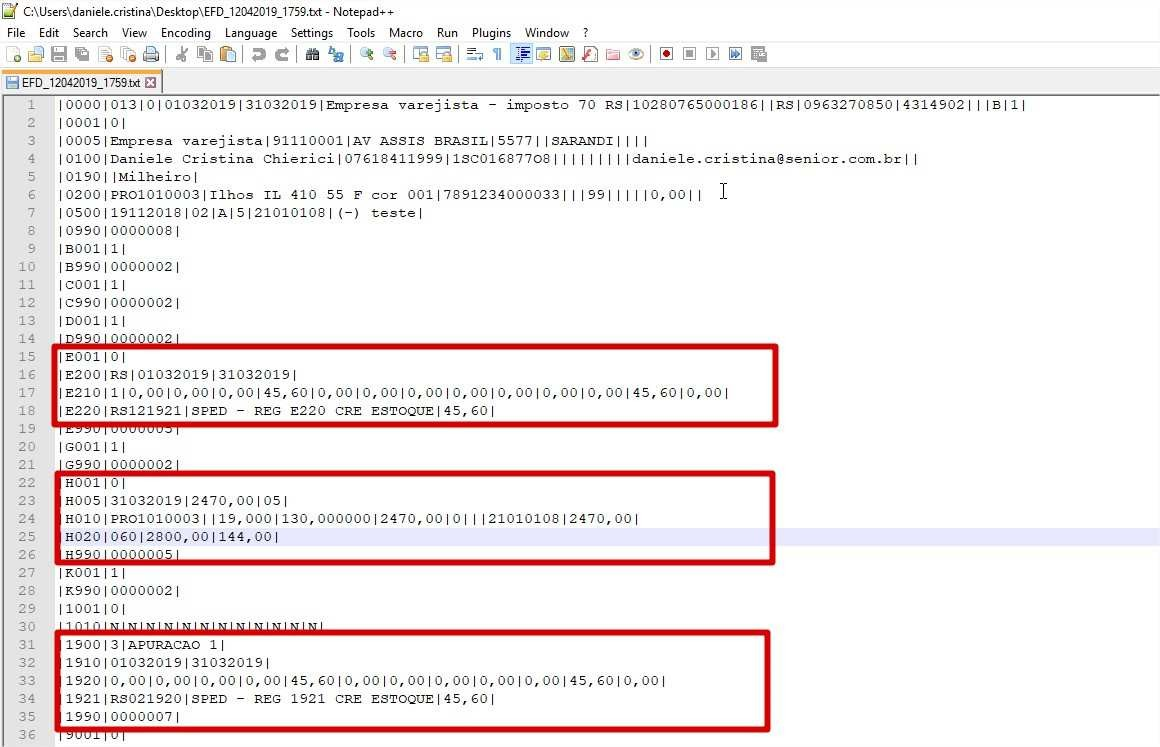 C:\Users\daniele.cristina\Desktop\EFD_12042019_1759.txt - Notepad++
File Edit Search View Encoding Language Settings Tools Macro Run Plugins Window ?
EFD_12042019_1759.txt
1 |0000|013|0|01032019|31032019|Empresa varejista - imposto 70 RS|10280765000186||RS|0963270850|4314902|||B|1|
2 |0001|0|
3 |0005|Empresa varejista|91110001|AV ASSIS BRASIL|5577||SARANDI||||
4 |0100|Daniele Cristina Chierici|07618411999|1SC016877O8|||||||||daniele.cristina@senior.com.br||
5 |0190||Milheiro|
6 |0200|PRO1010003|Ilhos IL 410 55 F cor 001|7891234000033|||99|||||0,00||
7 |0500|19112018|02|A|5|21010108|(-) teste|
8 |0990|0000008|
9 |B001|1|
10 |B990|0000002|
11 |C001|1|
12 |C990|0000002|
13 |D001|1|
14 |D990|0000002|
15 |E001|0|
16 |E200|RS|01032019|31032019|
17 |E210|1|0,00|0,00|0,00|45,60|0,00|0,00|0,00|0,00|0,00|0,00|45,60|0,00|
18 |E220|RS121921|SPED - REG E220 CRE ESTOQUE|45,60|
19 |E990|0000005|
20 |G001|1|
21 |G990|0000002|
22 |H001|0|
23 |H005|31032019|2470,00|05|
24 |H010|PRO1010003||19,000|130,000000|2470,00|0|||21010108|2470,00|
25 |H020|060|2800,00|144,00|
26 |H990|0000005|
27 |K001|1|
28 |K990|0000002|
29 |1001|0|
30 |1010|N|N|N|N|N|N|N|N|N|N|N|N|
31 |1900|3|APURACAO 1|
32 |1910|01032019|31032019|
33 |1920|0,00|0,00|0,00|0,00|45,60|0,00|0,00|0,00|0,00|0,00|45,60|0,00|
34 |1921|RS021920|SPED - REG 1921 CRE ESTOQUE|45,60|
35 |1990|0000007|
36 |9001|0|